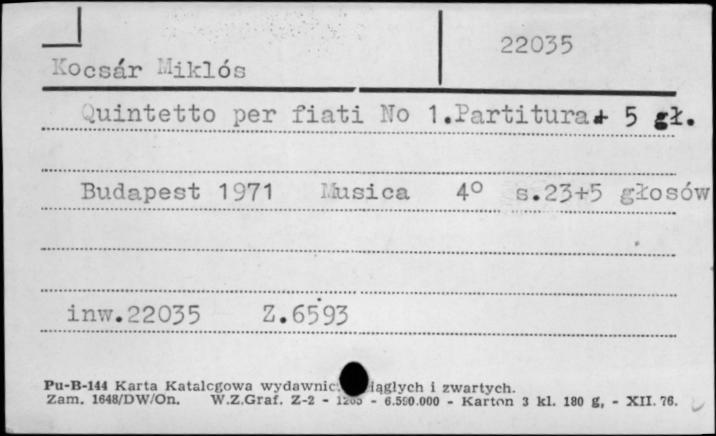 22035
Kocsár Miklós
Quintetto per fiati No 1.Partitura+ 5 gł.
Budapest 1971 Musica 4° s.23+5 głosów
inw.22035 Z.6593
Pu-B-144 Karta Katalogowa ciągłych i zwartych.
Zam. 1648/DW/On. W.Z.Graf. Z-2 - - 6.550.000 - Karton 3 kl. 180 g, - XII. 76.